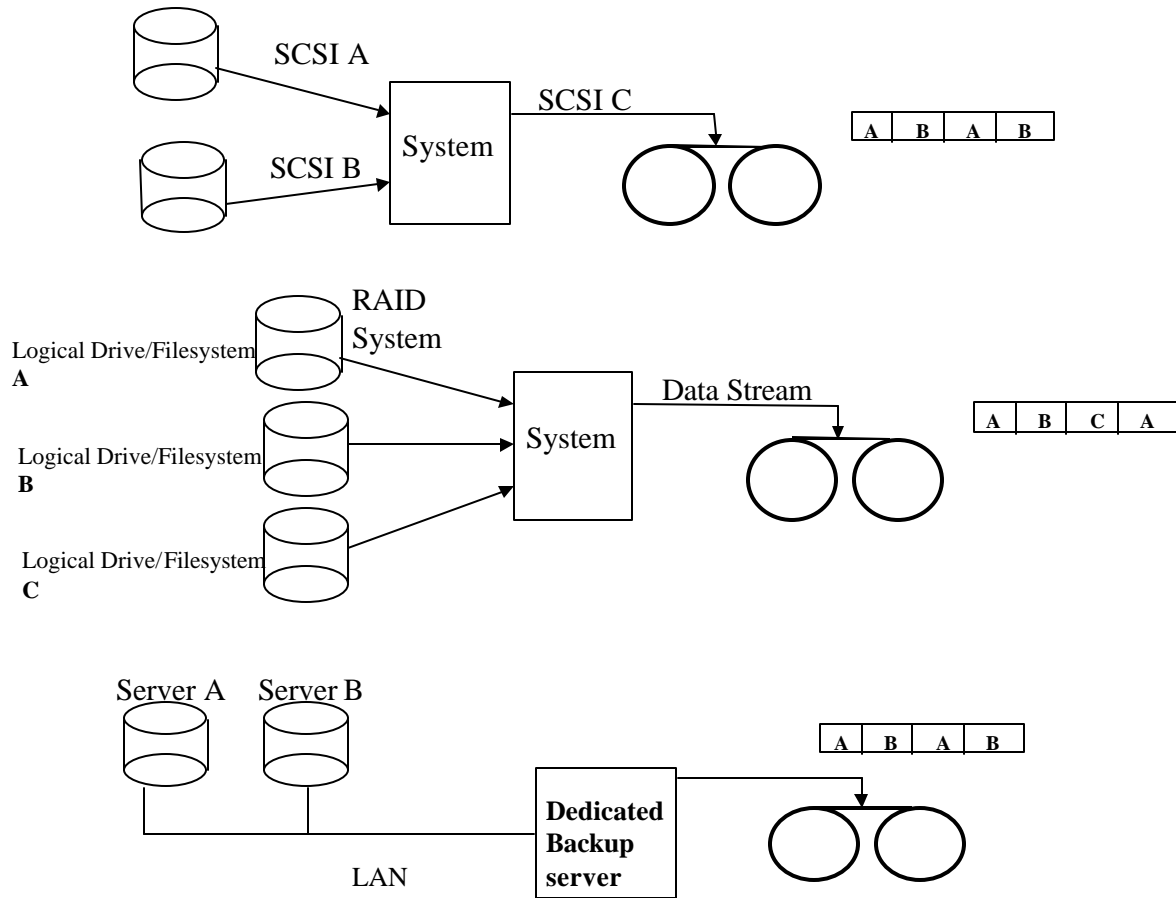 SCSI A
SCSI C
A B A B
System
SCSI B
RAID
System
Logical Drive/Filesystem
A
Data Stream
A B C A
System
Logical Drive/Filesystem
B
Logical Drive/Filesystem
C
Server A
Server B
A B A B
Dedicated
Backup
server
LAN